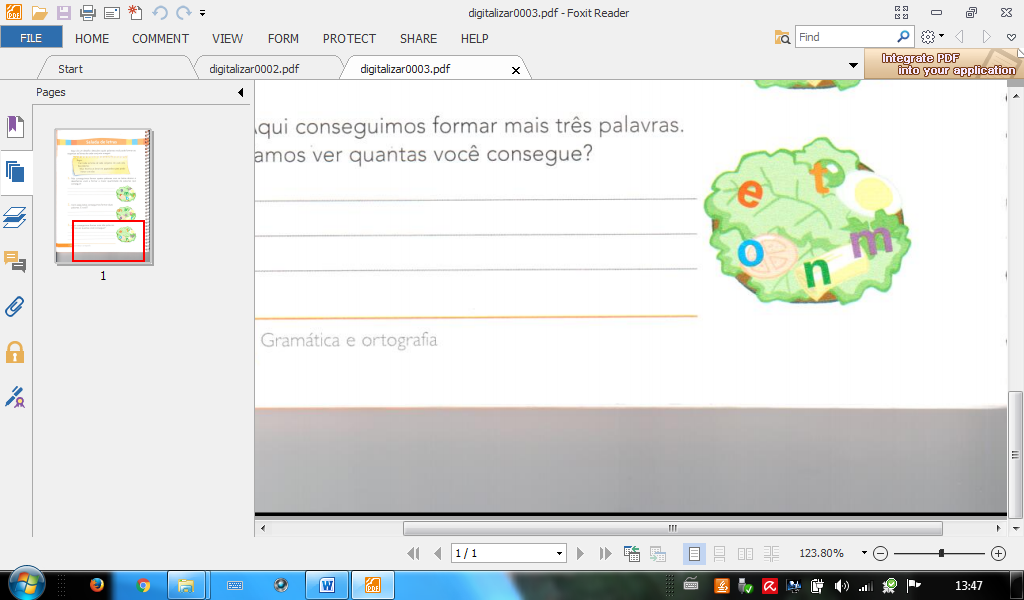 digitalizar0003.pdf - Foxit Reader
FILE HOME COMMENT VIEW FORM PROTECT SHARE HELP
Find
Start digitalizar0002.pdf digitalizar0003.pdf
Integrate PDF
into your application
Pages
1
Aqui conseguimos formar mais três palavras.
amos ver quantas você consegue?
e t
o n m
Gramática e ortografia
1 / 1
123.80%
13:47